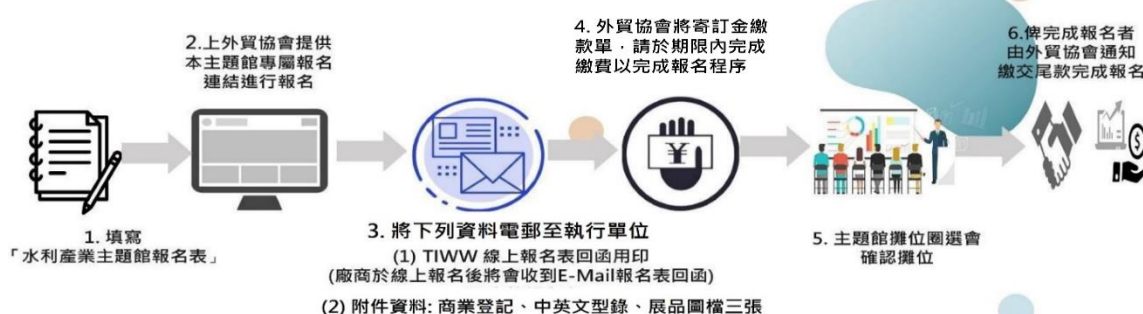 1. 填寫
「水利產業主題館報名表」
2.上外貿協會提供
本主題館專屬報名
連結進行報名
3. 將下列資料電郵至執行單位
(1) TIWW 線上報名表回函用印
(廠商於線上報名後將會收到E-Mail報名表回函)
(2) 附件資料: 商業登記、中英文型錄、展品圖檔三張
4. 外貿協會將寄訂金繳
款單，請於期限內完成
繳費以完成報名程序
¥
5. 主題館攤位圈選會
確認攤位
6.俾完成報名者
由外貿協會通知
繳交尾款完成報名
$